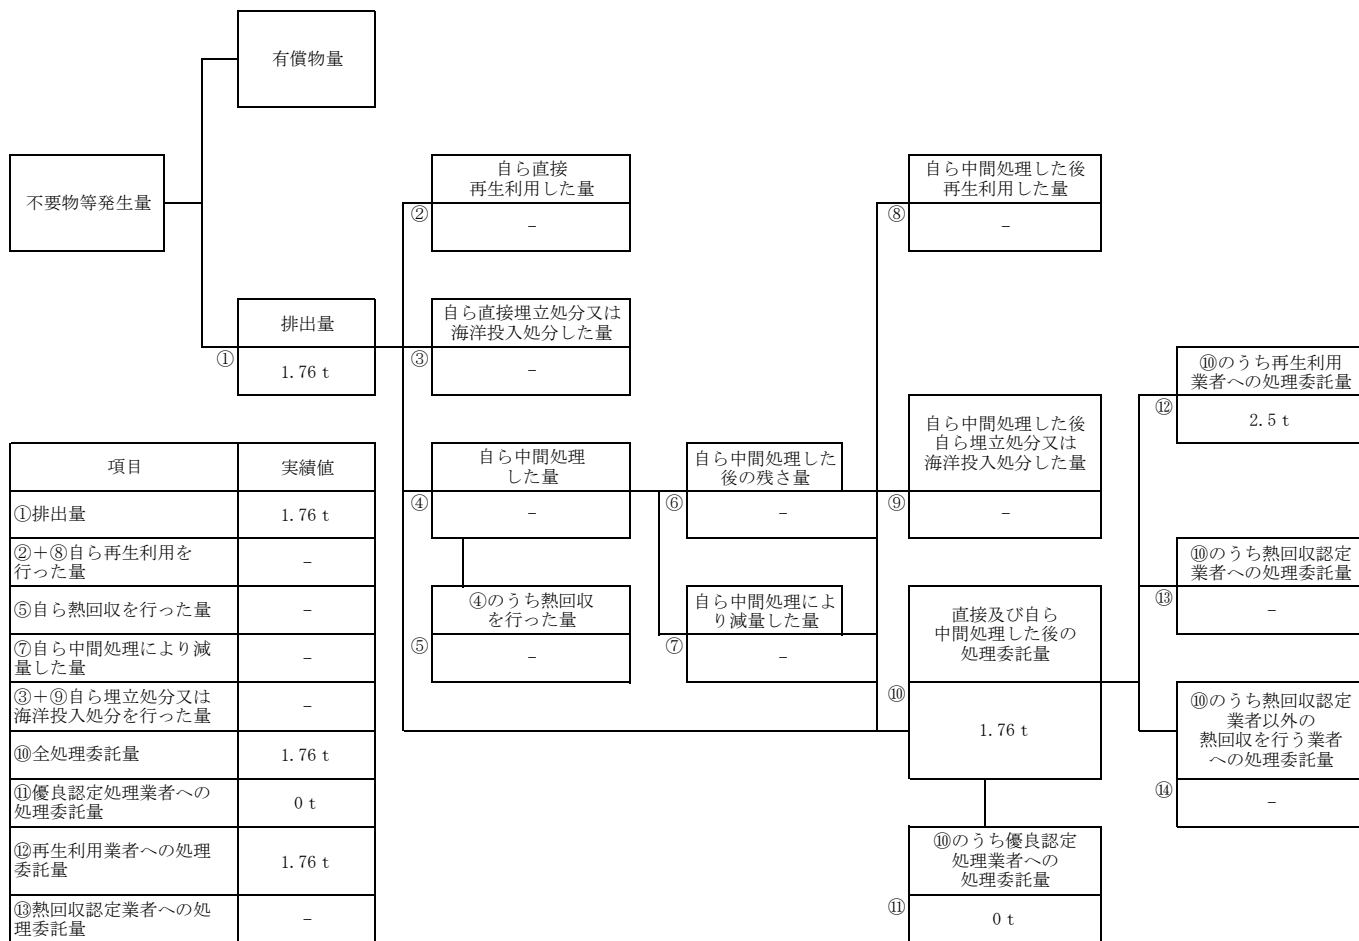 有償物量
不要物等発生量
自ら直接
再生利用した量
②
－
自ら中間処理した後
再生利用した量
⑧
－
排出量
①
1.76 t
自ら直接埋立処分又は
海洋投入処分した量
③
－
⑩のうち再生利用
業者への処理委託量
⑫
2.5 t
自ら中間処理
した量
④
－
自ら中間処理した
後の残さ量
⑥
－
自ら中間処理した後
自ら埋立処分又は
海洋投入処分した量
⑨
－
⑩のうち熱回収認定
業者への処理委託量
⑬
－
④のうち熱回収
を行った量
⑤
－
自ら中間処理によ
り減量した量
⑦
－
直接及び自ら
中間処理した後の
処理委託量
⑩
1.76 t
⑩のうち熱回収認定
業者以外の
熱回収を行う業者
への処理委託量
⑭
－
⑩のうち優良認定
処理業者への
処理委託量
⑪
0 t
項目 実績値
①排出量 1.76 t
②＋⑧自ら再生利用を
行った量 －
⑤自ら熱回収を行った量 －
⑦自ら中間処理により減
量した量 －
③＋⑨自ら埋立処分又は
海洋投入処分を行った量 －
⑩全処理委託量 1.76 t
⑪優良認定処理業者への
処理委託量 0 t
⑫再生利用業者への処理
委託量 1.76 t
⑬熱回収認定業者への処
理委託量 －